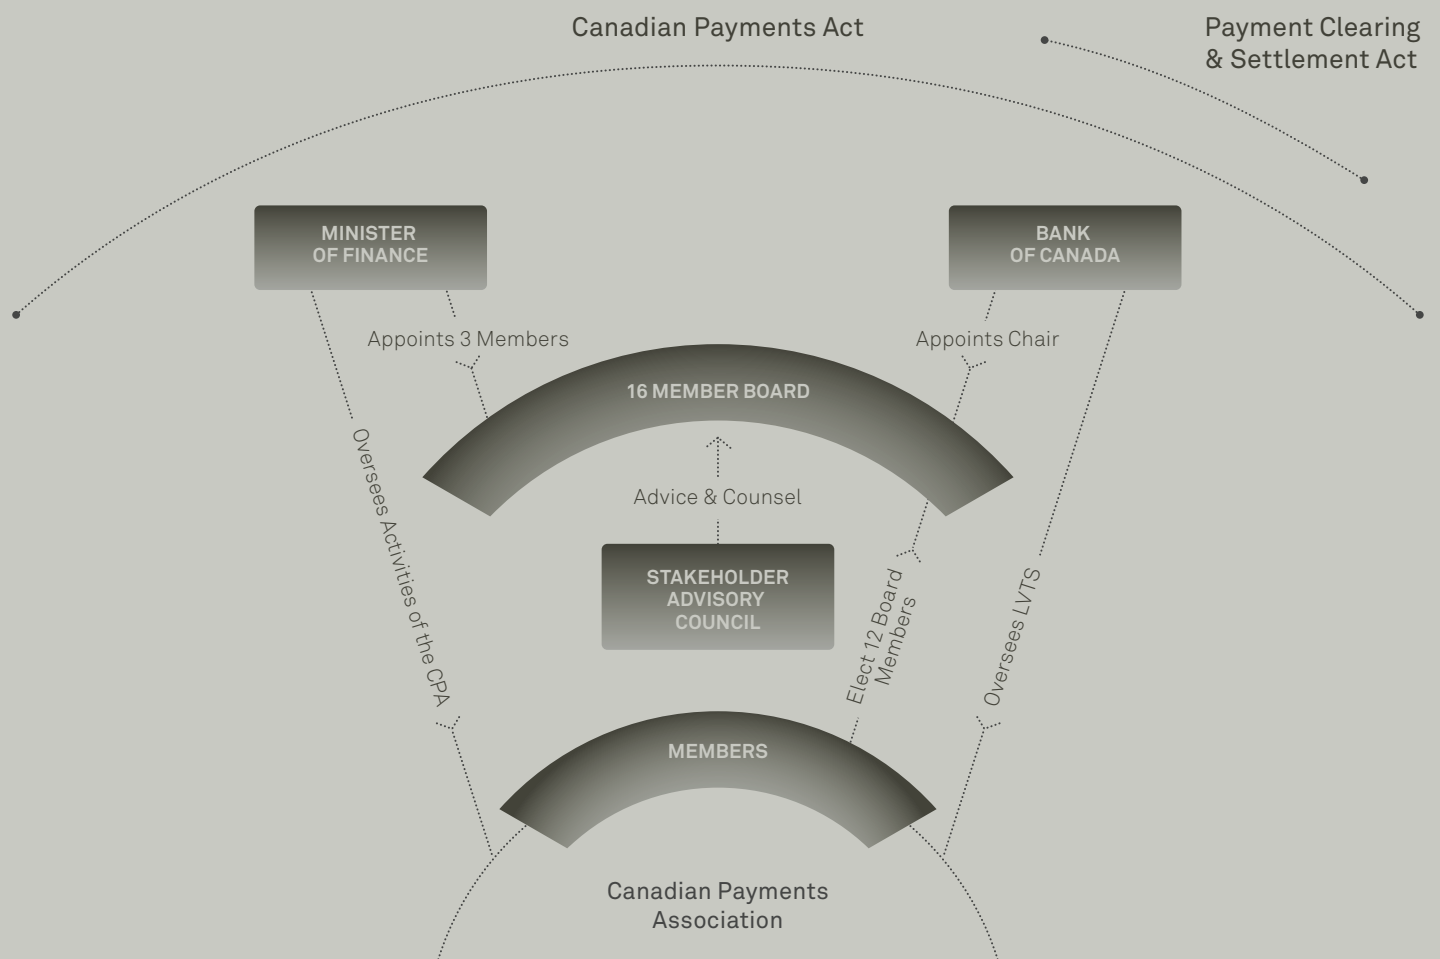 Canadian Payments Act
Payment Clearing
& Settlement Act
MINISTER
OF FINANCE
BANK
OF CANADA
Appoints 3 Members
Appoints Chair
16 MEMBER BOARD
Oversees Activities of the CPA
Advice & Counsel
STAKEHOLDER
ADVISORY
COUNCIL
Elect 12 Board
Members
Oversees LVTS
MEMBERS
Canadian Payments
Association